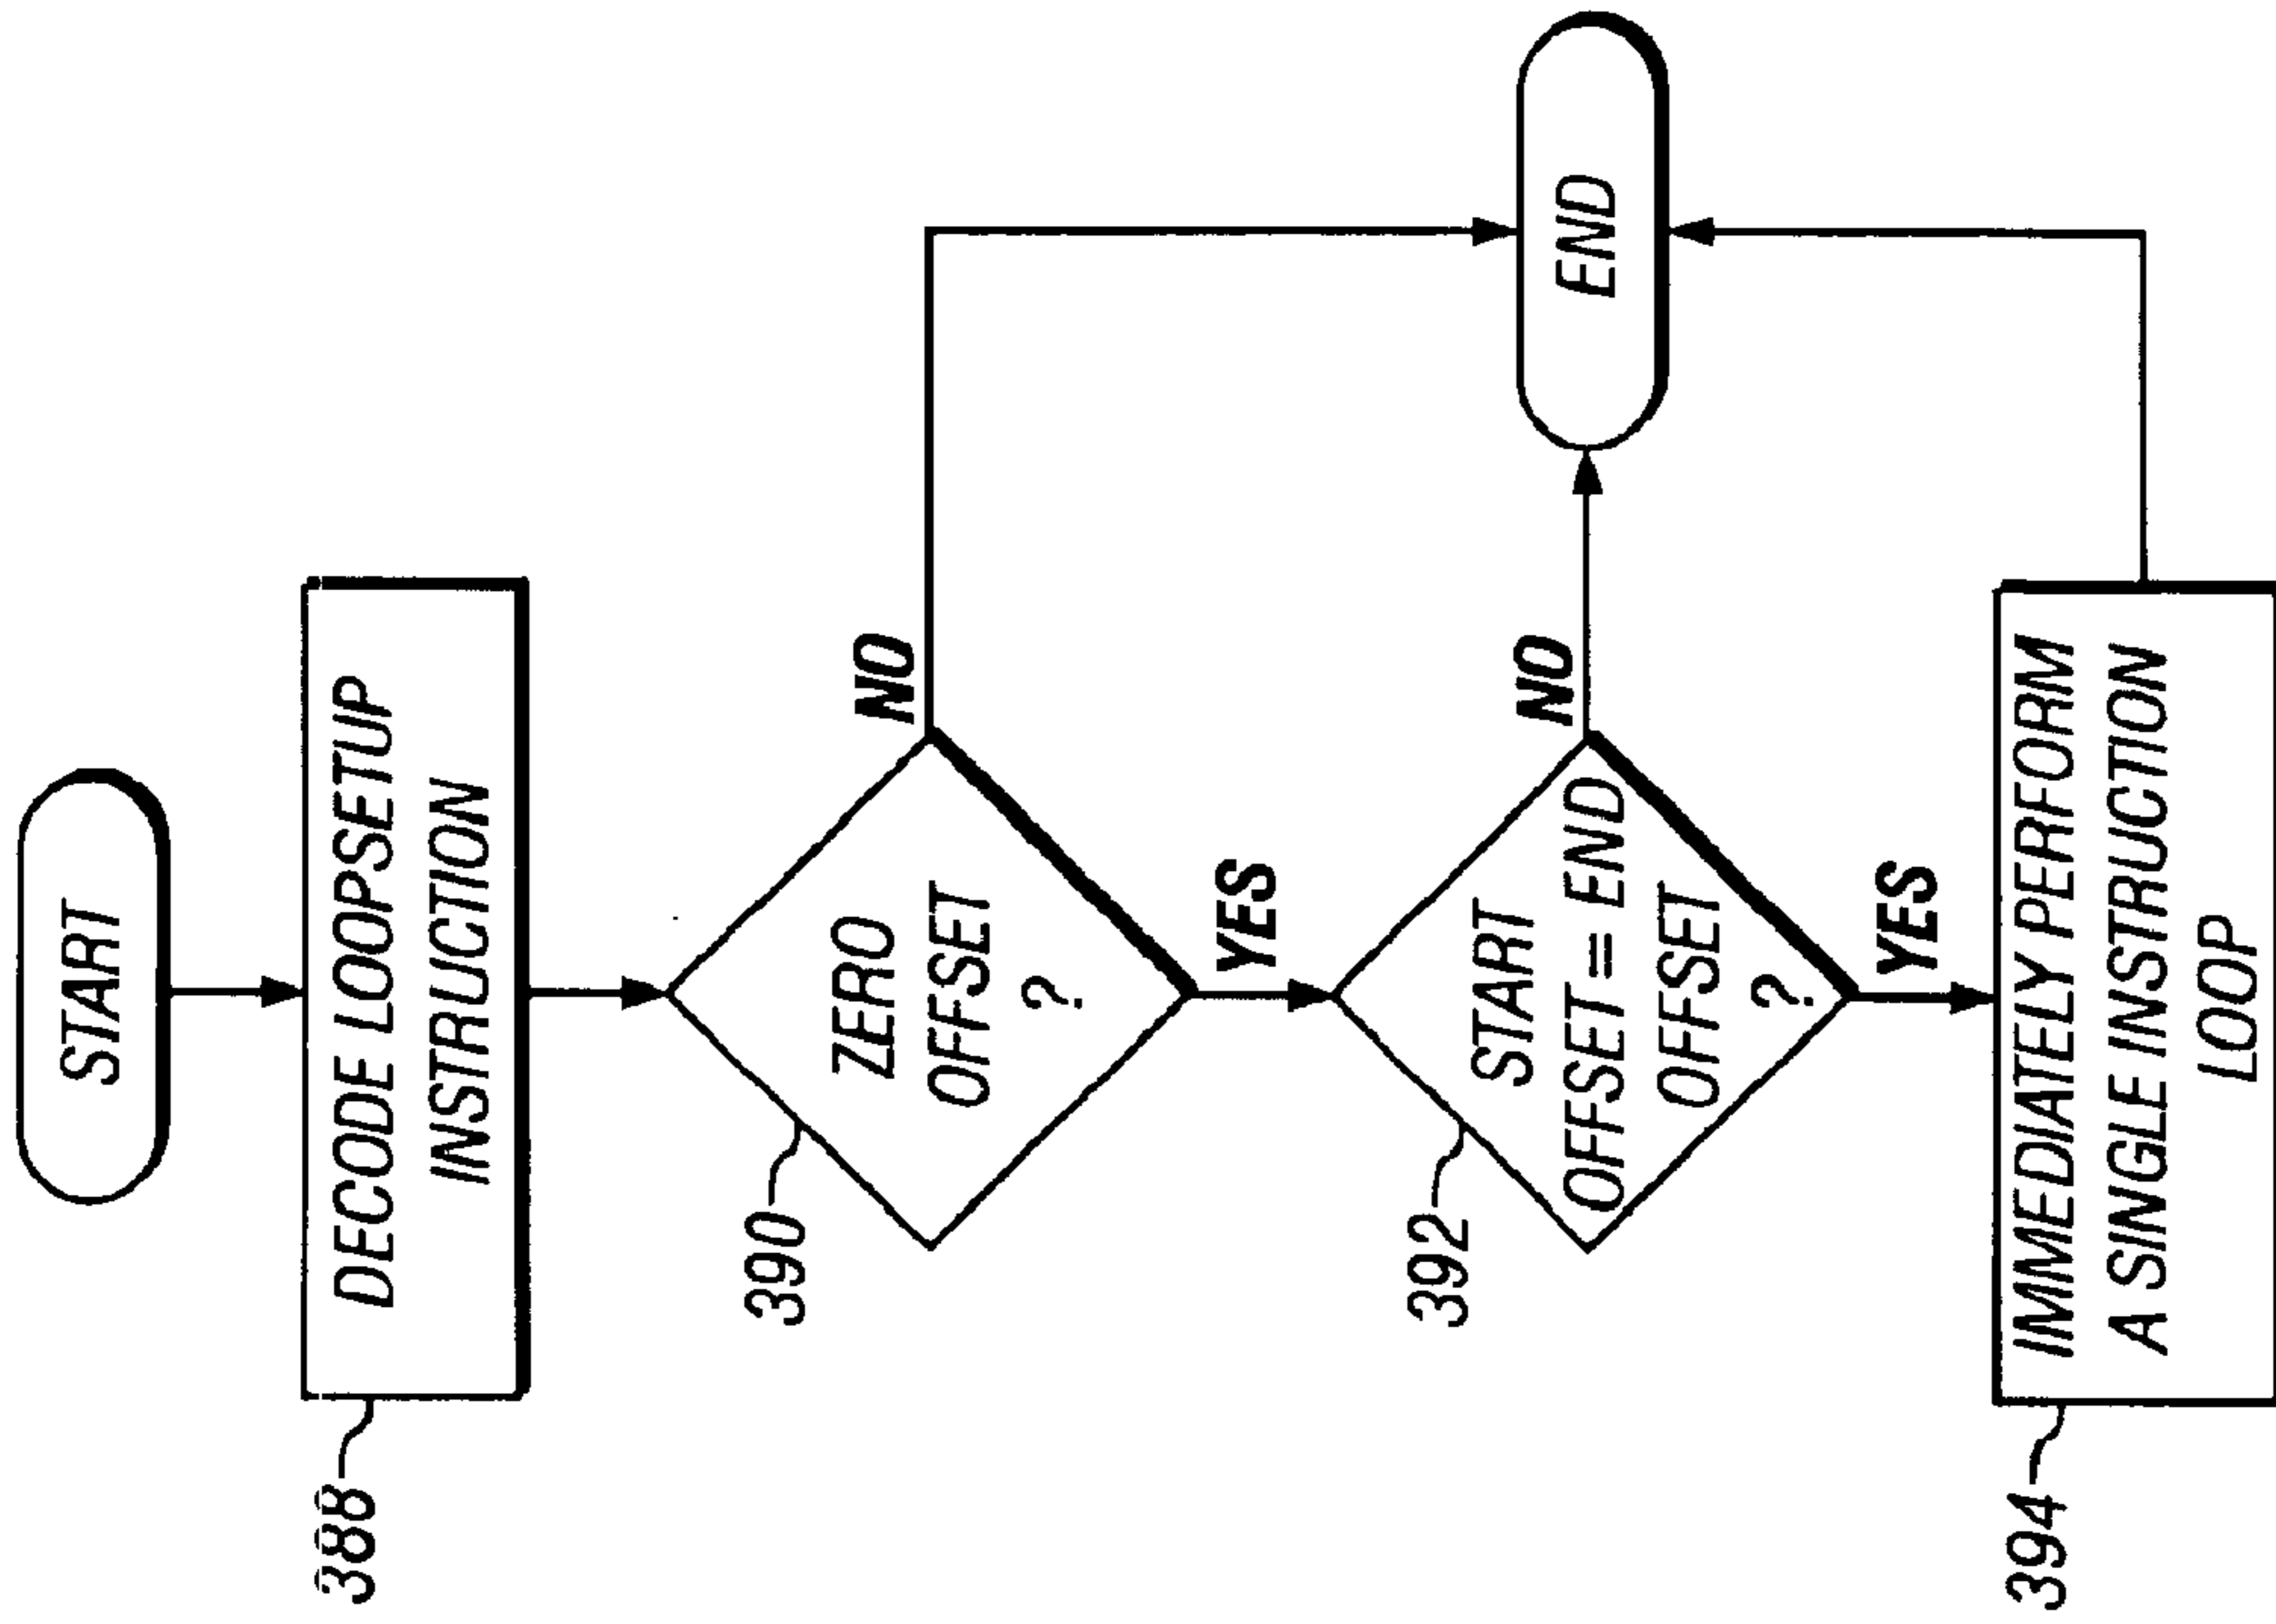 START
388
DECODE LOOPSETUP
INSTRUCTION
390
ZERO
OFFSET
?
NO
YES
392
START
OFFSET = END
OFFSET
?
NO
END
YES
394
IMMEDIATELY PERFORM
A SINGLE INSTRUCTION
LOOP